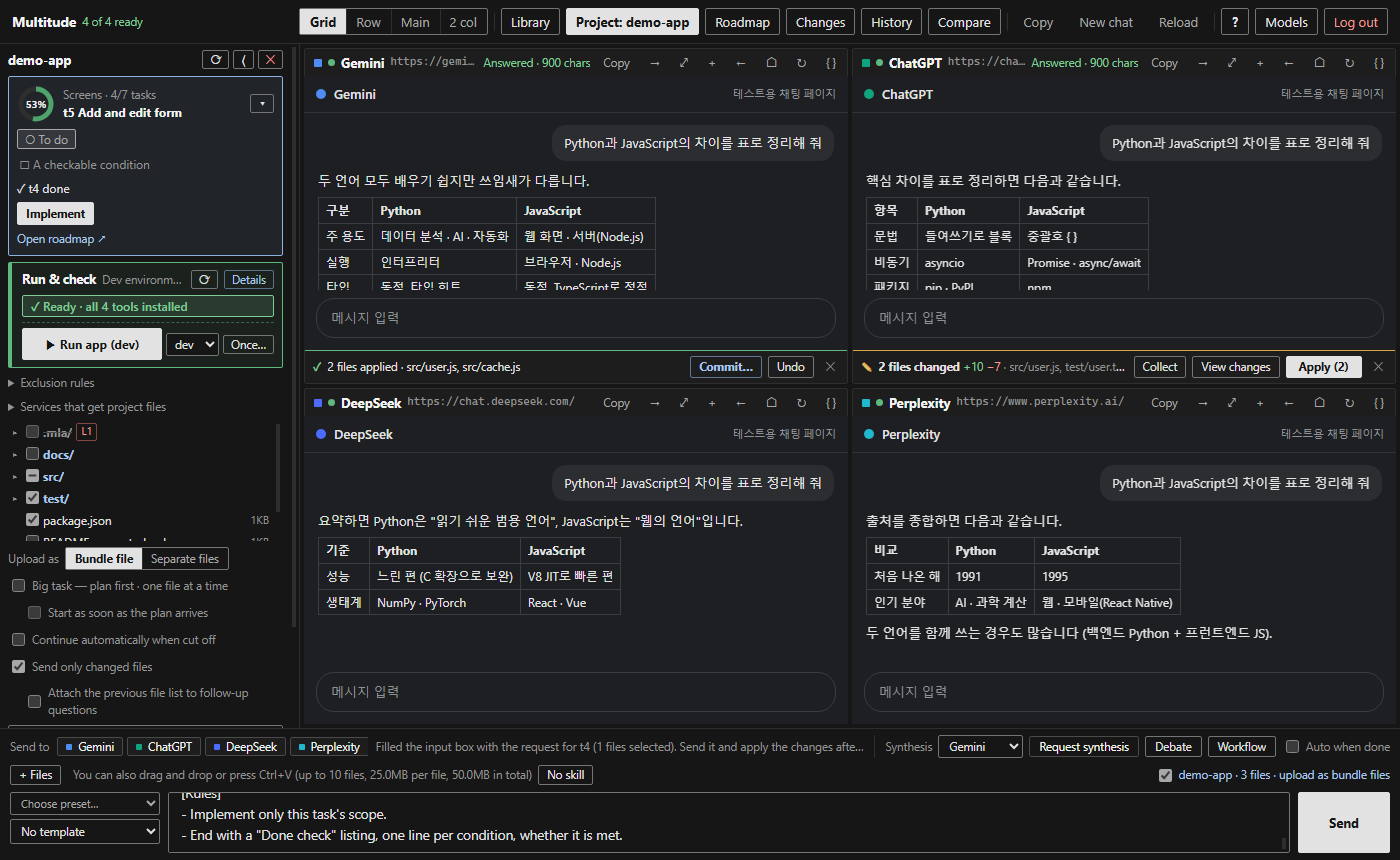 Multitude 4 of 4 ready Grid Row Main 2 col Library Project: demo-app Roadmap Changes History Compare Copy New chat Reload ? Models Log out
demo-app
53% Screens · 4/7 tasks
t5 Add and edit form
To do
A checkable condition
✓ t4 done
Implement
Open roadmap ↗
Run & check Dev environm... Details
✓ Ready · all 4 tools installed
▶ Run app (dev) dev Once...
▶ Exclusion rules
▶ Services that get project files
.mla/ L1
docs/
src/
test/
package.json 1KB
Upload as Bundle file Separate files
Big task — plan first · one file at a time
Start as soon as the plan arrives
Continue automatically when cut off
Send only changed files
Attach the previous file list to follow-up
questions
Gemini https://gemi... Answered · 900 chars Copy → ⤢ + ← ↻ { }
Gemini 테스트용 채팅 페이지
Python과 JavaScript의 차이를 표로 정리해 줘
두 언어 모두 배우기 쉽지만 쓰임새가 다릅니다.
구분 Python JavaScript
주 용도 데이터 분석 · AI · 자동화 웹 화면 · 서버(Node.js)
실행 인터프리터 브라우저 · Node.js
타입 동적, 타입 힌트 동적, TypeScript로 정적
메시지 입력
✓ 2 files applied · src/user.js, src/cache.js Commit... Undo ✕
ChatGPT https://cha... Answered · 900 chars Copy → ⤢ + ← ↻ { }
ChatGPT 테스트용 채팅 페이지
Python과 JavaScript의 차이를 표로 정리해 줘
핵심 차이를 표로 정리하면 다음과 같습니다.
항목 Python JavaScript
문법 들여쓰기로 블록 중괄호 { }
비동기 asyncio Promise · async/await
패키지 pip · PyPI npm
메시지 입력
2 files changed +10 −7 · src/user.js, test/user.t... Collect View changes Apply (2) ✕
DeepSeek https://chat.deepseek.com/ Copy → ⤢ + ← ↻ { }
DeepSeek 테스트용 채팅 페이지
Python과 JavaScript의 차이를 표로 정리해 줘
요약하면 Python은 "읽기 쉬운 범용 언어", JavaScript는 "웹의 언어"입니다.
기준 Python JavaScript
성능 느린 편 (C 확장으로 보완) V8 JIT로 빠른 편
생태계 NumPy · PyTorch React · Vue
메시지 입력
Perplexity https://www.perplexity.ai/ Copy → ⤢ + ← ↻ { }
Perplexity 테스트용 채팅 페이지
Python과 JavaScript의 차이를 표로 정리해 줘
출처를 종합하면 다음과 같습니다.
비교 Python JavaScript
처음 나온 해 1991 1995
인기 분야 AI · 과학 계산 웹 · 모바일(React Native)
두 언어를 함께 쓰는 경우도 많습니다 (백엔드 Python + 프런트엔드 JS).
메시지 입력
Send to Gemini ChatGPT DeepSeek Perplexity Filled the input box with the request for t4 (1 files selected). Send it and apply the changes afte... Synthesis Gemini Request synthesis Debate Workflow Auto when done
+ Files You can also drag and drop or press Ctrl+V (up to 10 files, 25.0MB per file, 50.0MB in total) No skill demo-app · 3 files · upload as bundle files
Choose preset...
No template
[Rules]
- Implement only this task's scope.
- End with a "Done check" listing, one line per condition, whether it is met.
Send